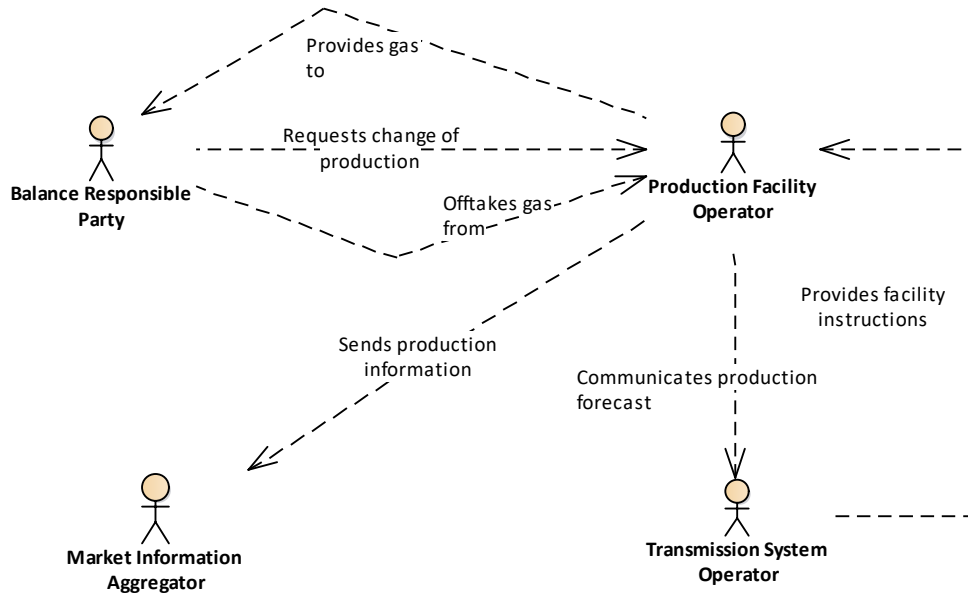 Provides gas
to
Requests change of
production
Balance Responsible
Party
Production Facility
Operator
Offtakes gas
from
Provides facility
instructions
Sends production
information
Communicates production
forecast
Market Information
Aggregator
Transmission System
Operator